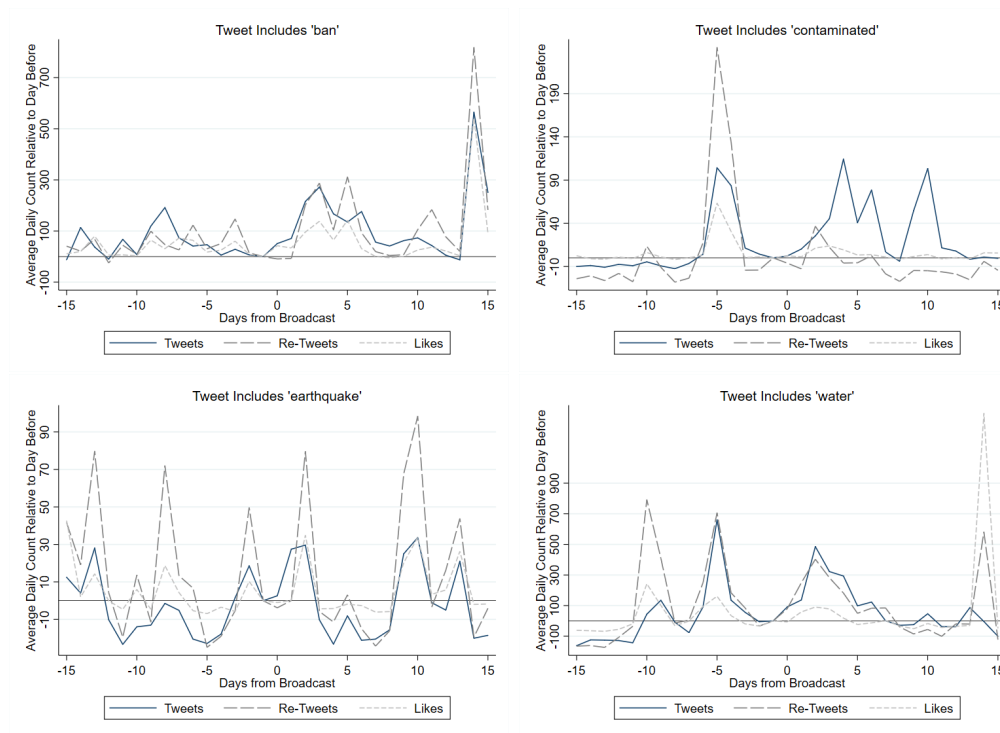 Tweet Includes 'ban'
Average Daily Count Relative to Day Before
700
500
300
100
-100
-15 -10 -5 0 5 10 15
Days from Broadcast
Tweets Re-Tweets Likes
Tweet Includes 'contaminated'
Average Daily Count Relative to Day Before
190
140
90
40
-10
-15 -10 -5 0 5 10 15
Days from Broadcast
Tweets Re-Tweets Likes
Tweet Includes 'earthquake'
Average Daily Count Relative to Day Before
90
70
50
30
10
-10
-15 -10 -5 0 5 10 15
Days from Broadcast
Tweets Re-Tweets Likes
Tweet Includes 'water'
Average Daily Count Relative to Day Before
900
700
500
300
100
-100
-15 -10 -5 0 5 10 15
Days from Broadcast
Tweets Re-Tweets Likes